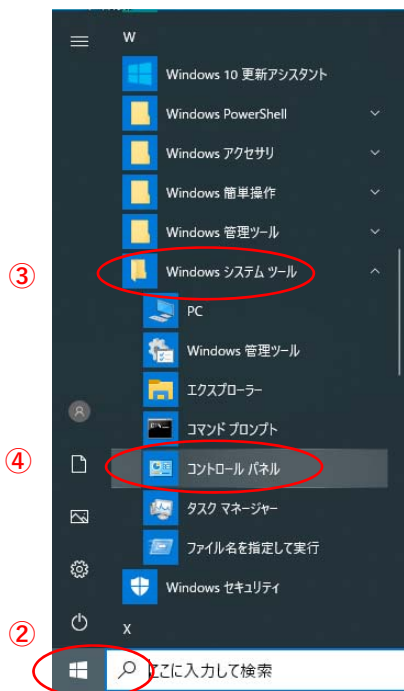 W
Windows 10 更新アシスタント
Windows PowerShell
Windows アクセサリ
Windows 簡単操作
Windows 管理ツール
③ Windows システム ツール
PC
Windows 管理ツール
エクスプローラー
コマンド プロンプト
④ コントロール パネル
タスク マネージャー
ファイル名を指定して実行
Windows セキュリティ
X
② ここに入力して検索